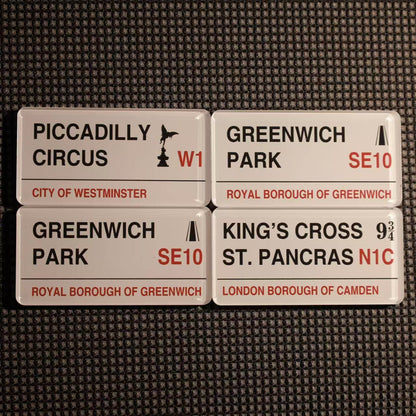 PICCADILLY
CIRCUS W1
CITY OF WESTMINSTER
GREENWICH
PARK SE10
ROYAL BOROUGH OF GREENWICH
GREENWICH
PARK SE10
ROYAL BOROUGH OF GREENWICH
KING'S CROSS 9¾
ST. PANCRAS N1C
LONDON BOROUGH OF CAMDEN